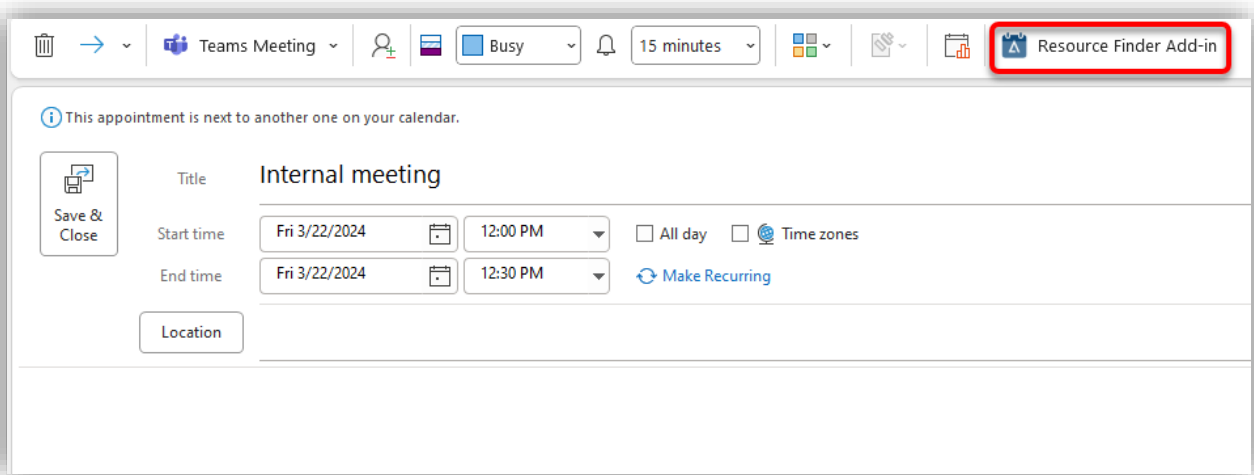 Teams Meeting
Busy
15 minutes
Resource Finder Add-in
This appointment is next to another one on your calendar.
Save & Close
Title
Internal meeting
Start time
Fri 3/22/2024
12:00 PM
All day
Time zones
End time
Fri 3/22/2024
12:30 PM
Make Recurring
Location